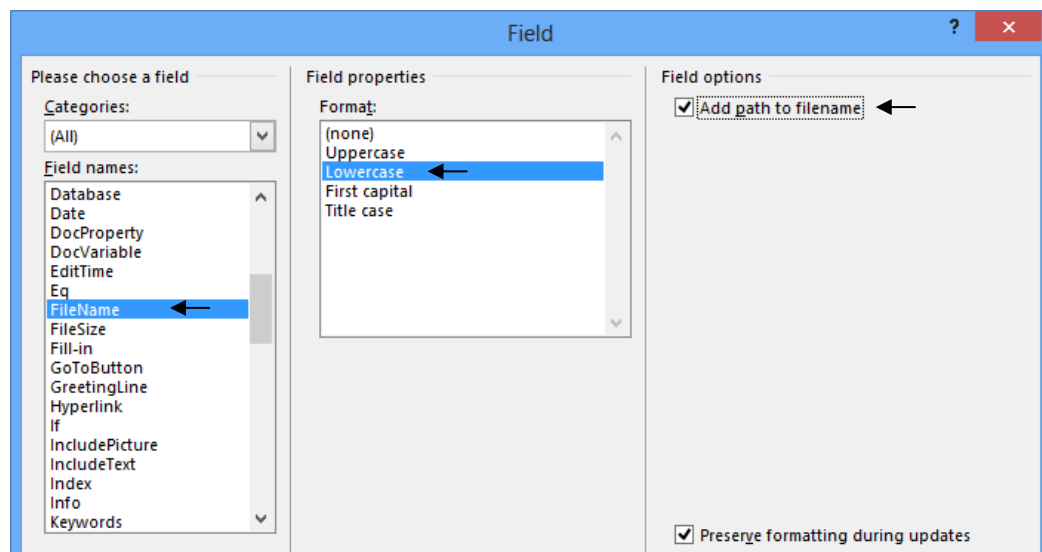 Field
?
Please choose a field
Categories:
(All)
Field names:
Database
Date
DocProperty
DocVariable
EditTime
Eq
FileName
FileSize
Fill-in
GoToButton
GreetingLine
Hyperlink
If
IncludePicture
IncludeText
Index
Info
Keywords
Field properties
Format:
(none)
Uppercase
Lowercase
First capital
Title case
Field options
Add path to filename
Preserve formatting during updates